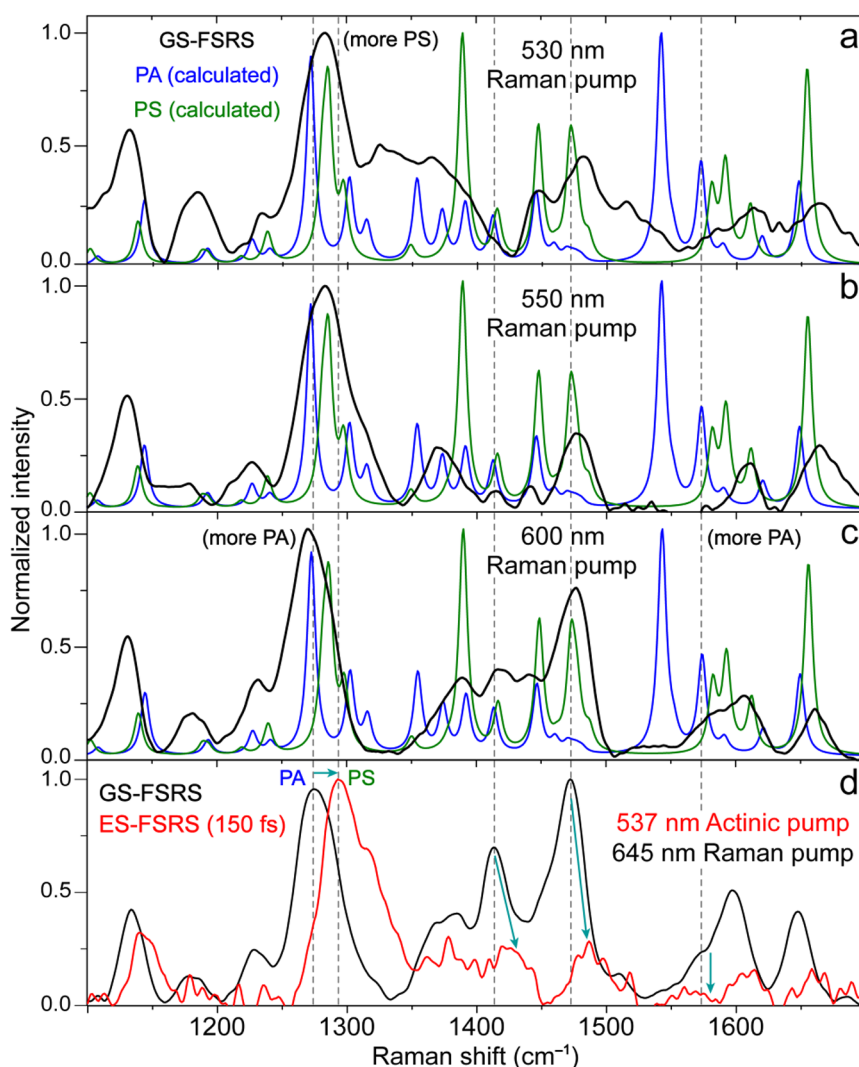 GS-FSRS
(more PS)
530 nm
Raman pump
a
PA (calculated)
PS (calculated)
1.0
0.5
0.0
550 nm
Raman pump
b
1.0
0.5
0.0
(more PA)
600 nm
Raman pump
(more PA)
c
1.0
0.5
0.0
PA
PS
d
GS-FSRS
ES-FSRS (150 fs)
537 nm Actinic pump
645 nm Raman pump
1.0
0.5
0.0
Normalized intensity
1200
1300
1400
1500
1600
Raman shift (cm⁻¹)